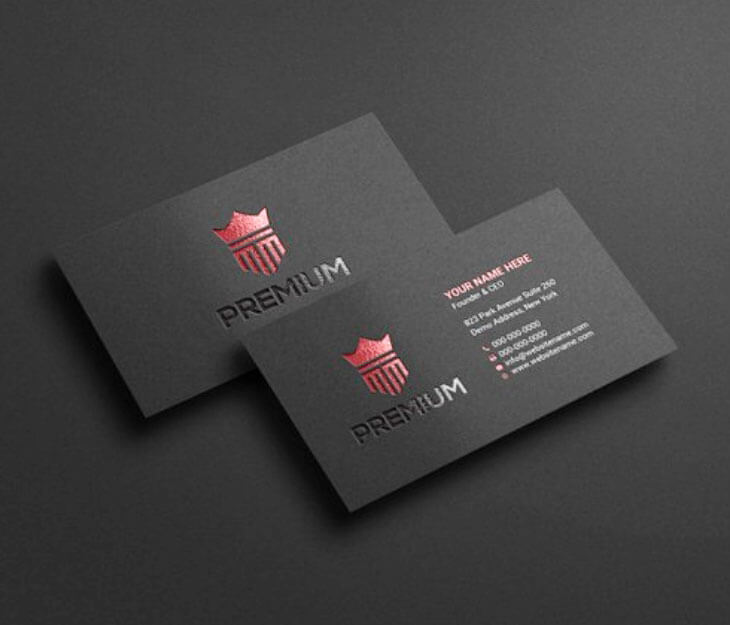 PREMIUM
PREMIUM
YOUR NAME HERE
Founder & CEO
823 Park Avenue Suite 260
Demo Address, New York
000-000-0000
000-000-0000
info@websitename.com
www.websitename.com